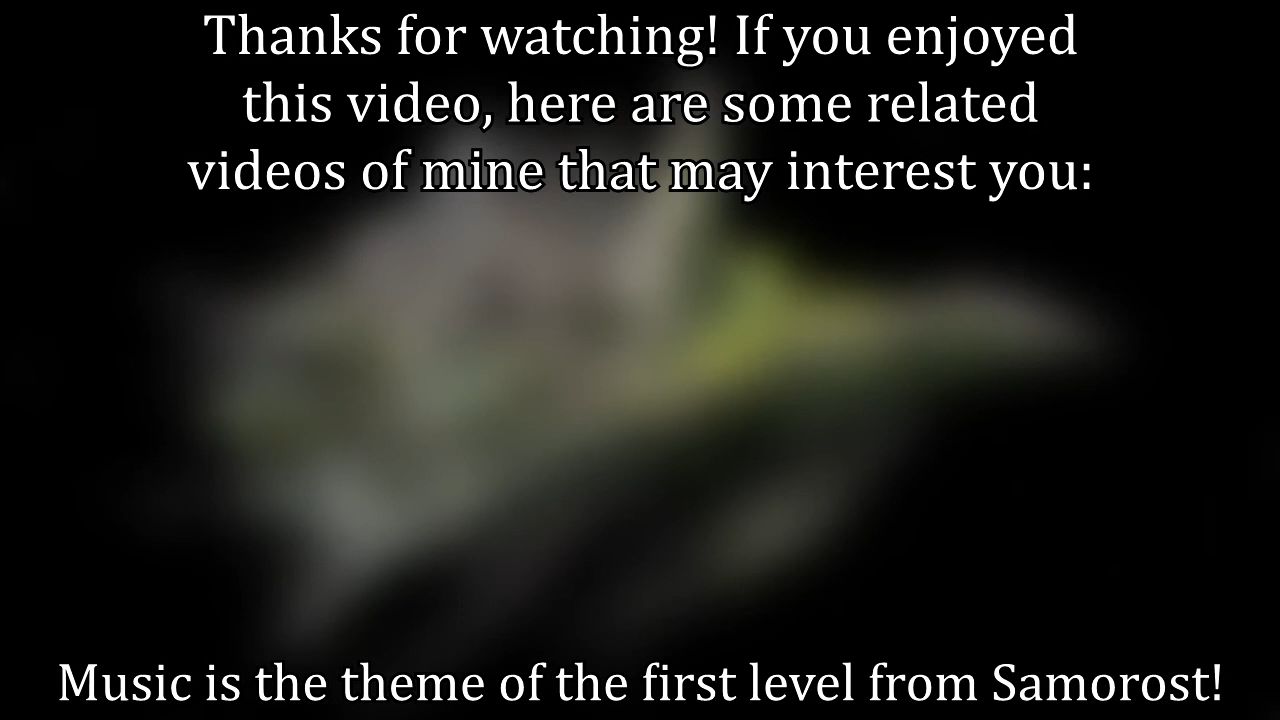 Thanks for watching! If you enjoyed
this video, here are some related
videos of mine that may interest you:
Music is the theme of the first level from Samorost!